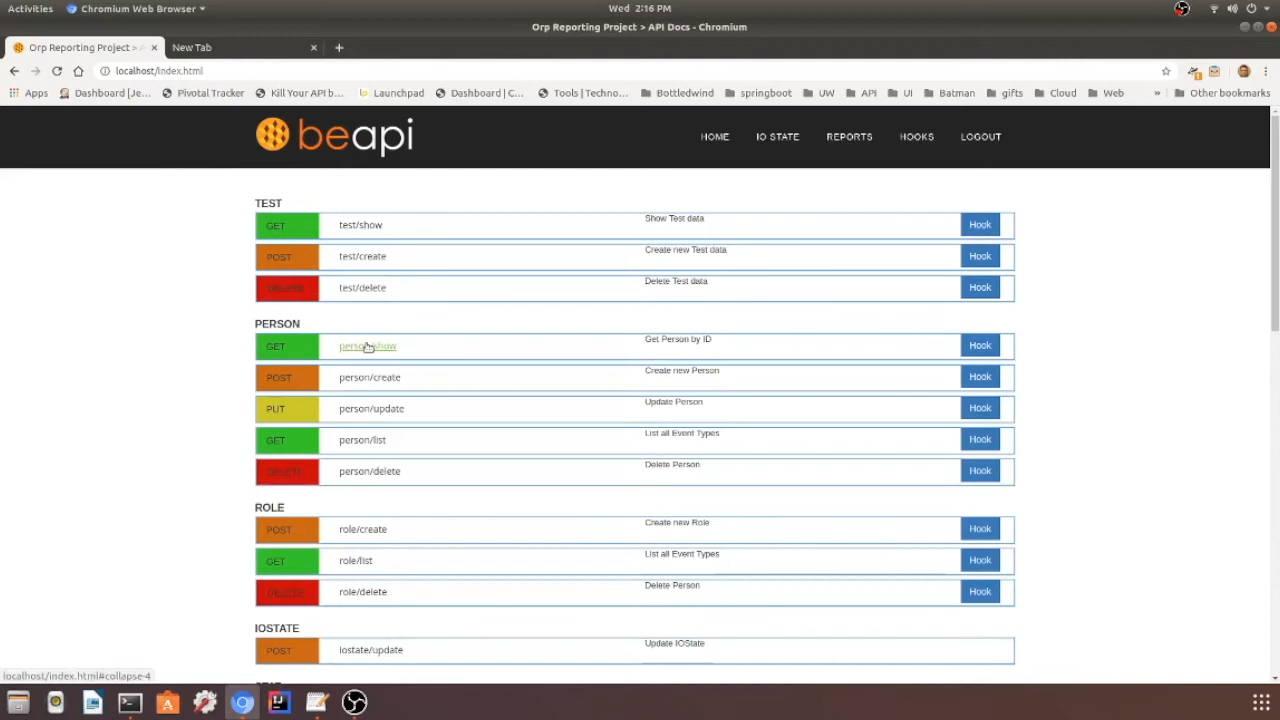 Activities Chromium Web Browser Wed 2:16 PM
Orp Reporting Project > API Docs - Chromium
Orp Reporting Project > New Tab
localhost/index.html
Apps Dashboard [Je... Pivotal Tracker Kill Your API b... Launchpad Dashboard | C... Tools | Techno... Bottledwind springboot UW API UI Batman gifts Cloud Web » Other bookmarks
beapi HOME IO STATE REPORTS HOOKS LOGOUT
TEST
GET test/show Show Test data Hook
POST test/create Create new Test data Hook
DELETE test/delete Delete Test data Hook
PERSON
GET person/show Get Person by ID Hook
POST person/create Create new Person Hook
PUT person/update Update Person Hook
GET person/list List all Event Types Hook
DELETE person/delete Delete Person Hook
ROLE
POST role/create Create new Role Hook
GET role/list List all Event Types Hook
DELETE role/delete Delete Person Hook
IOSTATE
POST iostate/update Update IOState
localhost/index.html#collapse-4